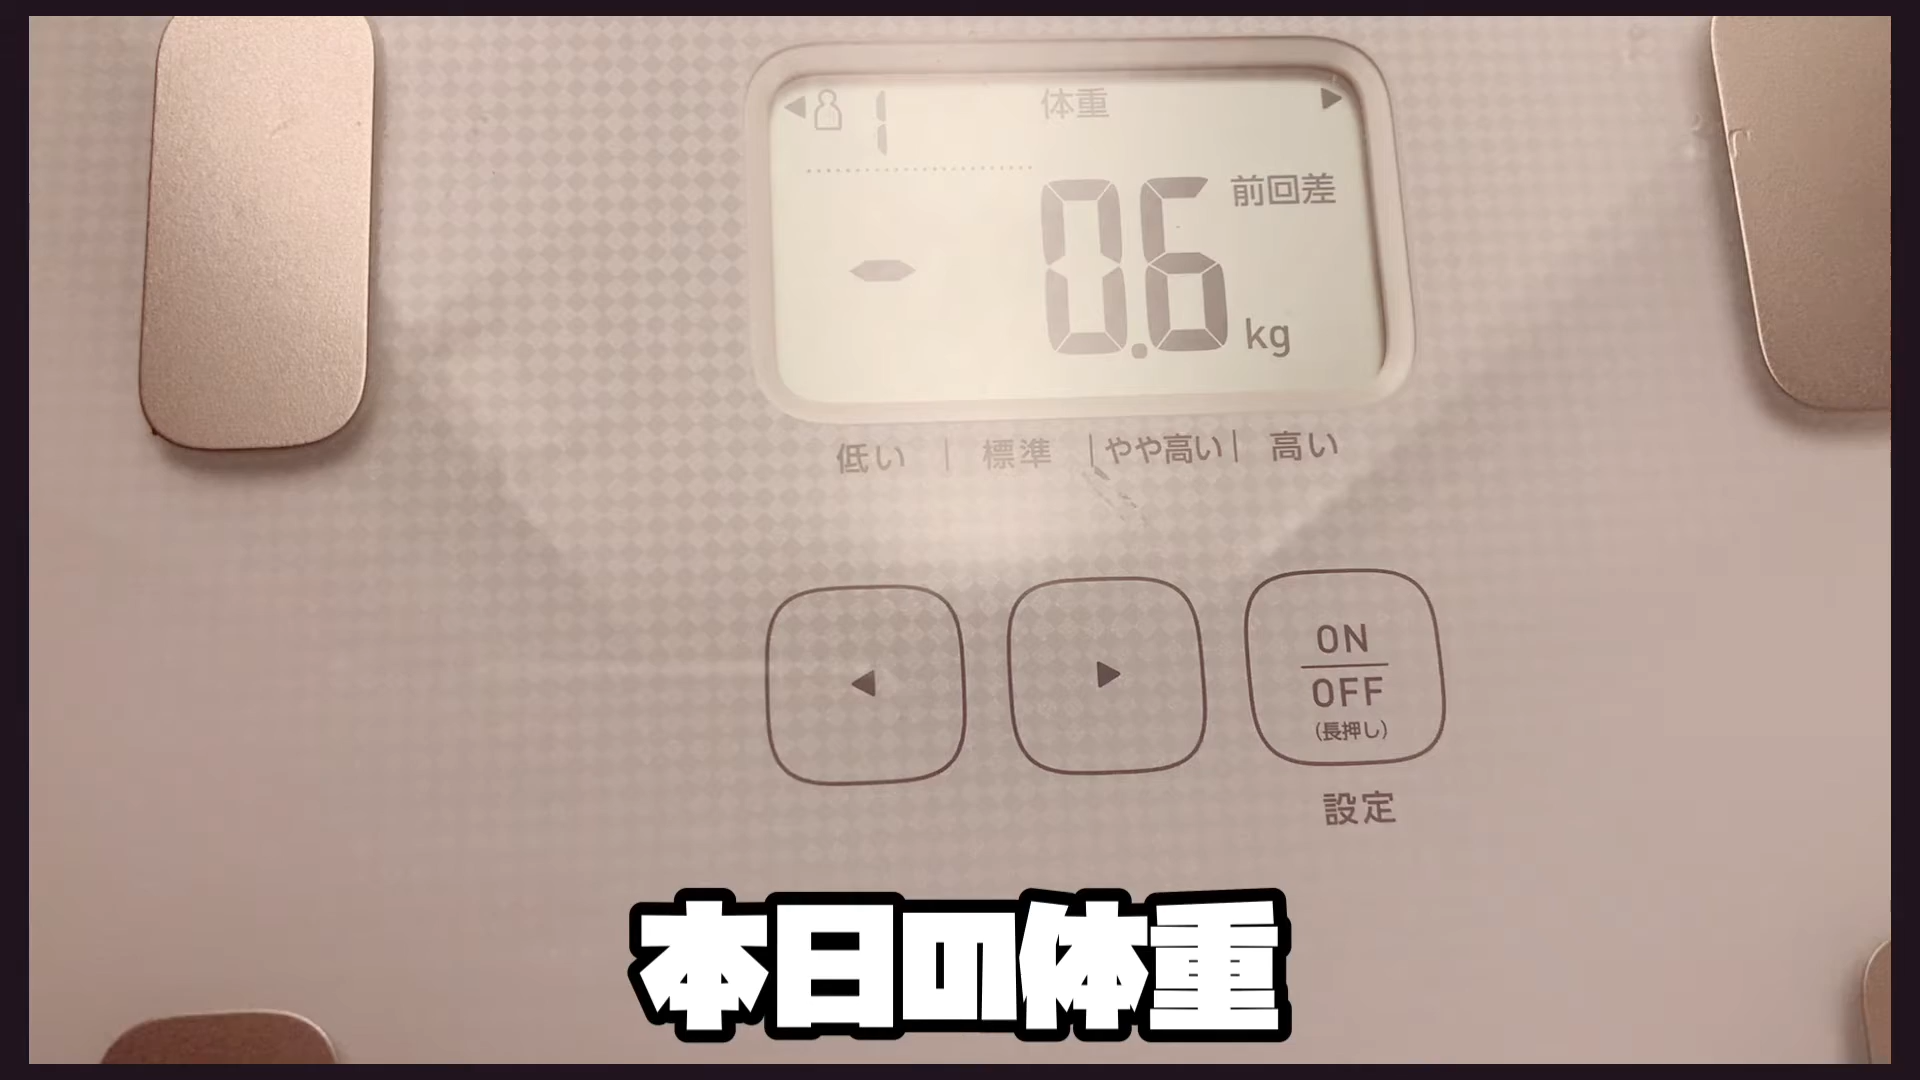 ◀ 1 体重 ▶
前回差
- 0.6 kg
低い | 標準 | やや高い | 高い
◀ ▶ ON
OFF
(長押し)
設定
本日の体重